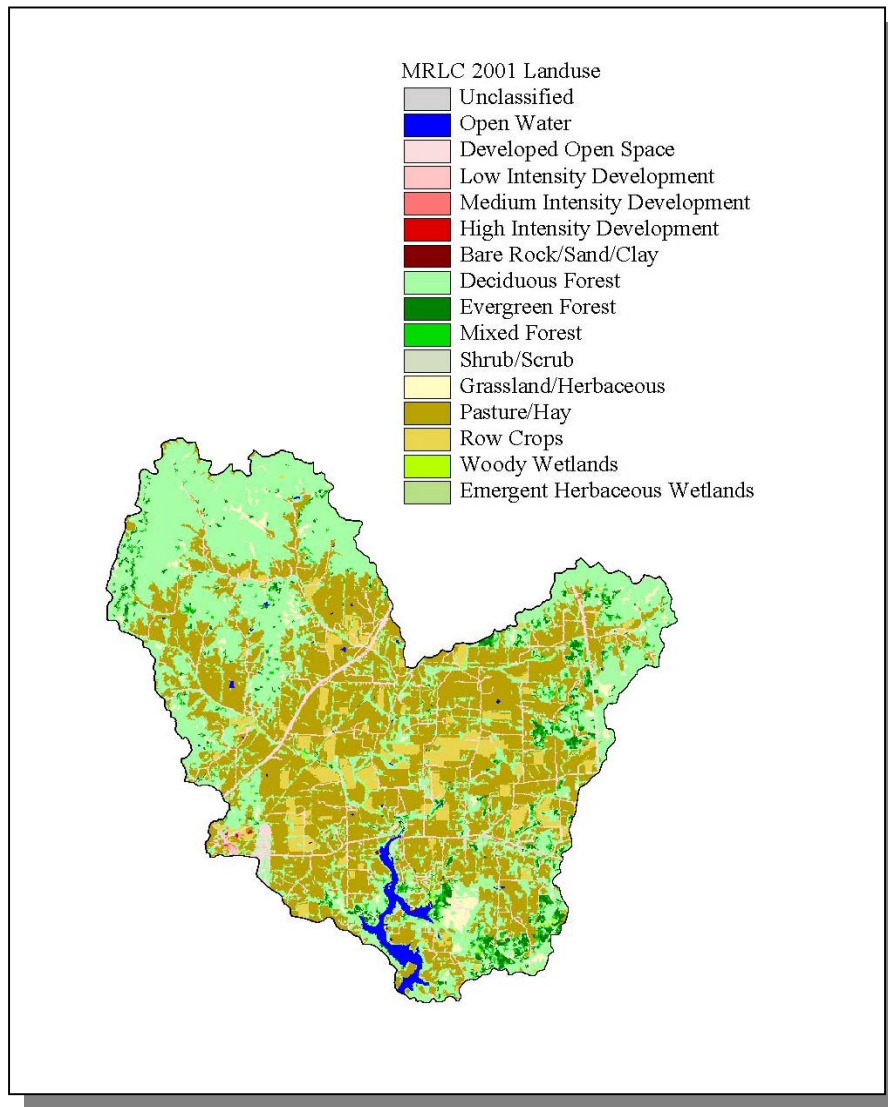 MRLC 2001 Landuse
Unclassified
Open Water
Developed Open Space
Low Intensity Development
Medium Intensity Development
High Intensity Development
Bare Rock/Sand/Clay
Deciduous Forest
Evergreen Forest
Mixed Forest
Shrub/Scrub
Grassland/Herbaceous
Pasture/Hay
Row Crops
Woody Wetlands
Emergent Herbaceous Wetlands